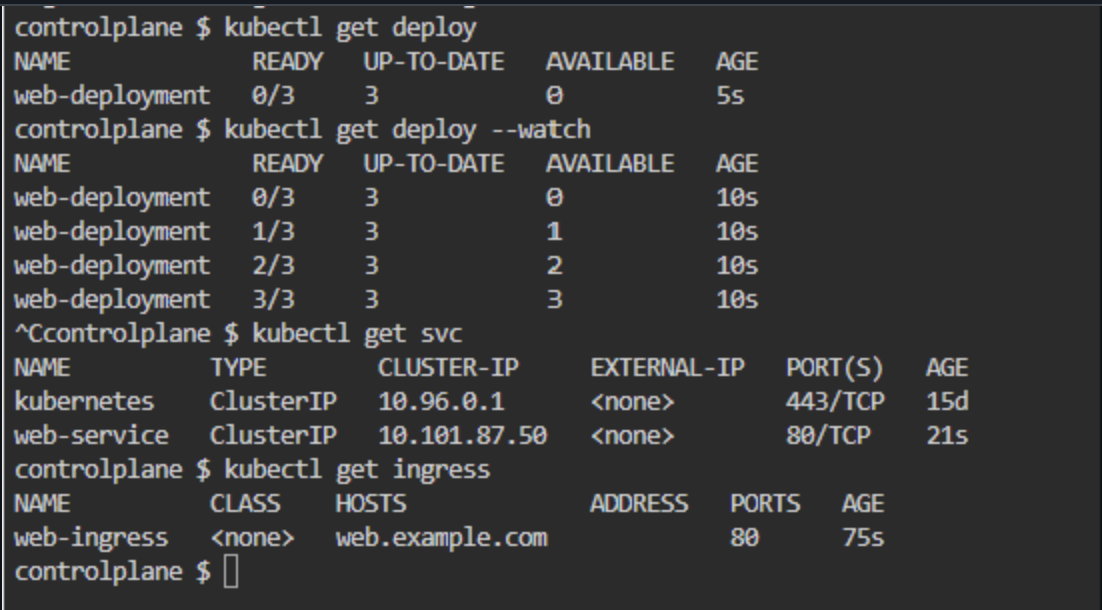 controlplane $ kubectl get deploy
NAME READY UP-TO-DATE AVAILABLE AGE
web-deployment 0/3 3 0 5s
controlplane $ kubectl get deploy --watch
NAME READY UP-TO-DATE AVAILABLE AGE
web-deployment 0/3 3 0 10s
web-deployment 1/3 3 1 10s
web-deployment 2/3 3 2 10s
web-deployment 3/3 3 3 10s
^Ccontrolplane $ kubectl get svc
NAME TYPE CLUSTER-IP EXTERNAL-IP PORT(S) AGE
kubernetes ClusterIP 10.96.0.1 <none> 443/TCP 15d
web-service ClusterIP 10.101.87.50 <none> 80/TCP 21s
controlplane $ kubectl get ingress
NAME CLASS HOSTS ADDRESS PORTS AGE
web-ingress <none> web.example.com 80 75s
controlplane $